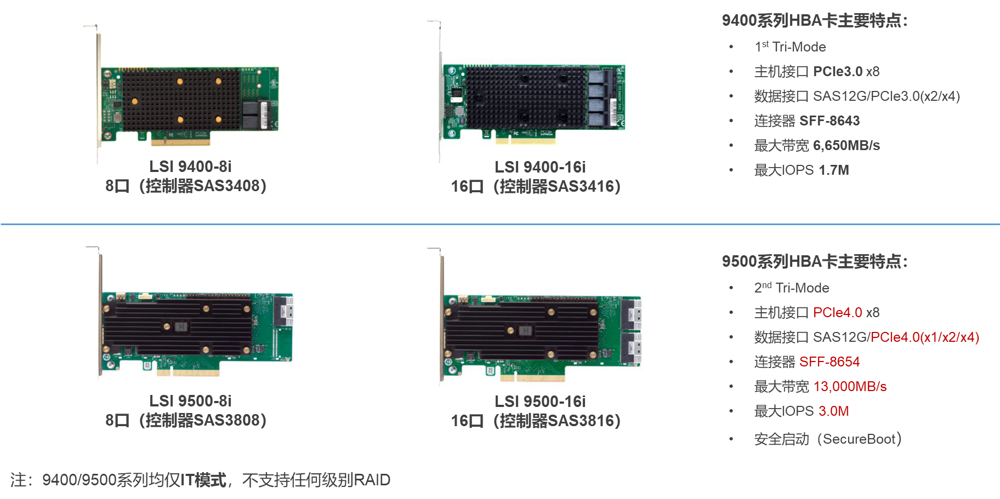 LSI 9400-8i
8口（控制器SAS3408）
LSI 9400-16i
16口（控制器SAS3416）
9400系列HBA卡主要特点：
• 1st Tri-Mode
• 主机接口 PCIe3.0 x8
• 数据接口 SAS12G/PCIe3.0(x2/x4)
• 连接器 SFF-8643
• 最大带宽 6,650MB/s
• 最大IOPS 1.7M
LSI 9500-8i
8口（控制器SAS3808）
LSI 9500-16i
16口（控制器SAS3816）
9500系列HBA卡主要特点：
• 2nd Tri-Mode
• 主机接口 PCIe4.0 x8
• 数据接口 SAS12G/PCIe4.0(x1/x2/x4)
• 连接器 SFF-8654
• 最大带宽 13,000MB/s
• 最大IOPS 3.0M
• 安全启动（SecureBoot）
注：9400/9500系列均仅IT模式，不支持任何级别RAID